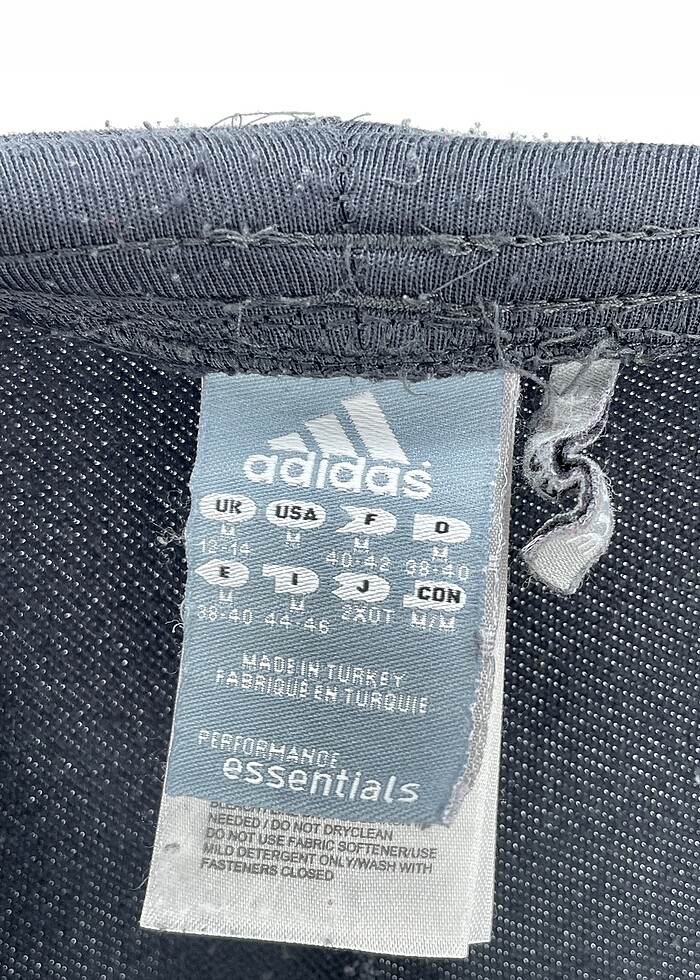 adidas
UK USA F D
M M M M
12-14 40-42 38-40
E I J CDN
M M 2XOT M/M
38-40 44-46
MADE IN TURKEY
FABRIQUE EN TURQUIE
PERFORMANCE
essentials
BLEACH
NEEDED / DO NOT DRYCLEAN
DO NOT USE FABRIC SOFTENER/USE
MILD DETERGENT ONLY/WASH WITH
FASTENERS CLOSED